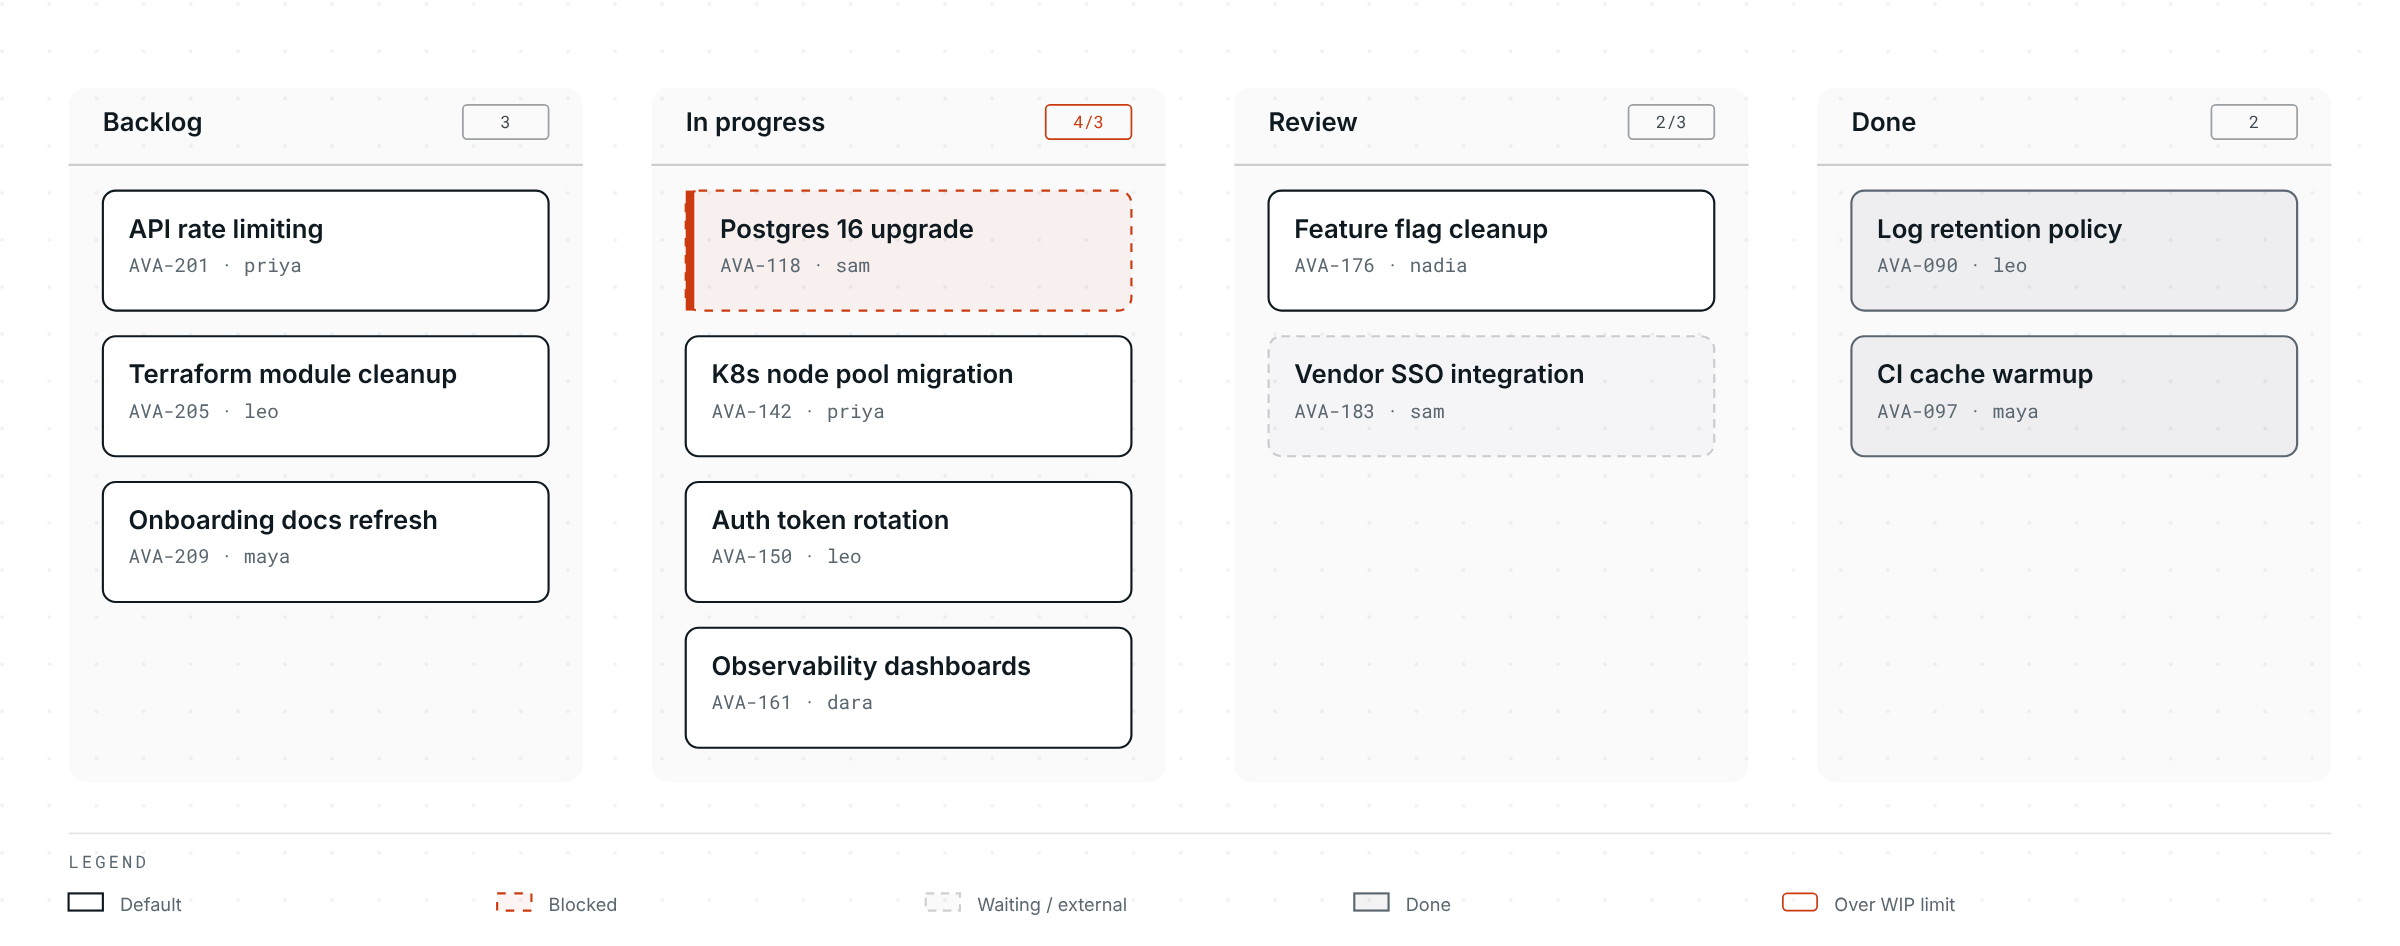 Backlog
3
API rate limiting
AVA-201 · priya
Terraform module cleanup
AVA-205 · leo
Onboarding docs refresh
AVA-209 · maya
In progress
4/3
Postgres 16 upgrade
AVA-118 · sam
K8s node pool migration
AVA-142 · priya
Auth token rotation
AVA-150 · leo
Observability dashboards
AVA-161 · dara
Review
2/3
Feature flag cleanup
AVA-176 · nadia
Vendor SSO integration
AVA-183 · sam
Done
2
Log retention policy
AVA-090 · leo
CI cache warmup
AVA-097 · maya
LEGEND
Default
Blocked
Waiting / external
Done
Over WIP limit